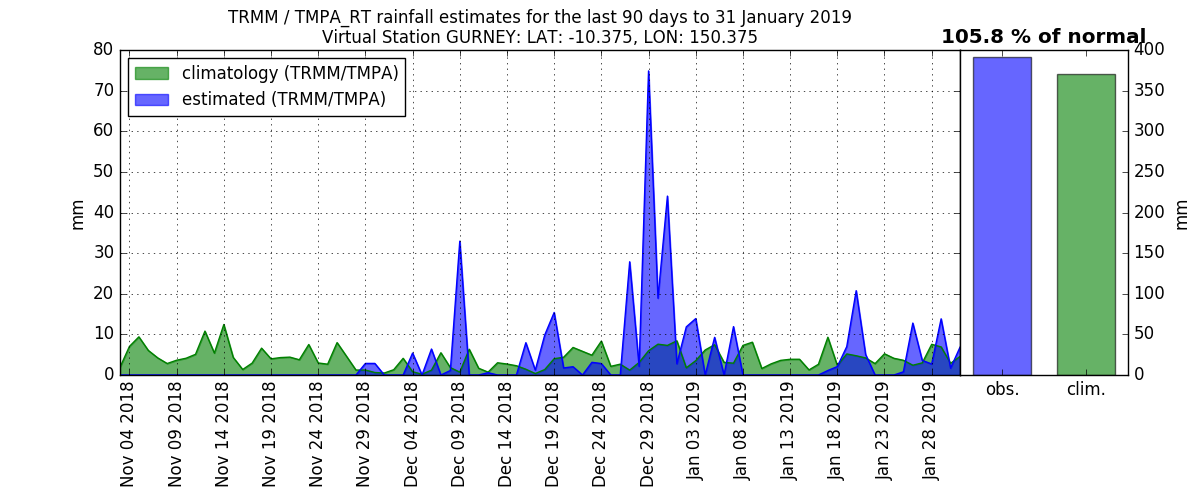 TRMM / TMPA_RT rainfall estimates for the last 90 days to 31 January 2019
Virtual Station GURNEY: LAT: -10.375, LON: 150.375
105.8 % of normal
climatology (TRMM/TMPA)
estimated (TRMM/TMPA)
80
70
60
50
40
30
20
10
0
mm
400
350
300
250
200
150
100
50
0
mm
Nov 04 2018
Nov 09 2018
Nov 14 2018
Nov 19 2018
Nov 24 2018
Nov 29 2018
Dec 04 2018
Dec 09 2018
Dec 14 2018
Dec 19 2018
Dec 24 2018
Dec 29 2018
Jan 03 2019
Jan 08 2019
Jan 13 2019
Jan 18 2019
Jan 23 2019
Jan 28 2019
obs.
clim.